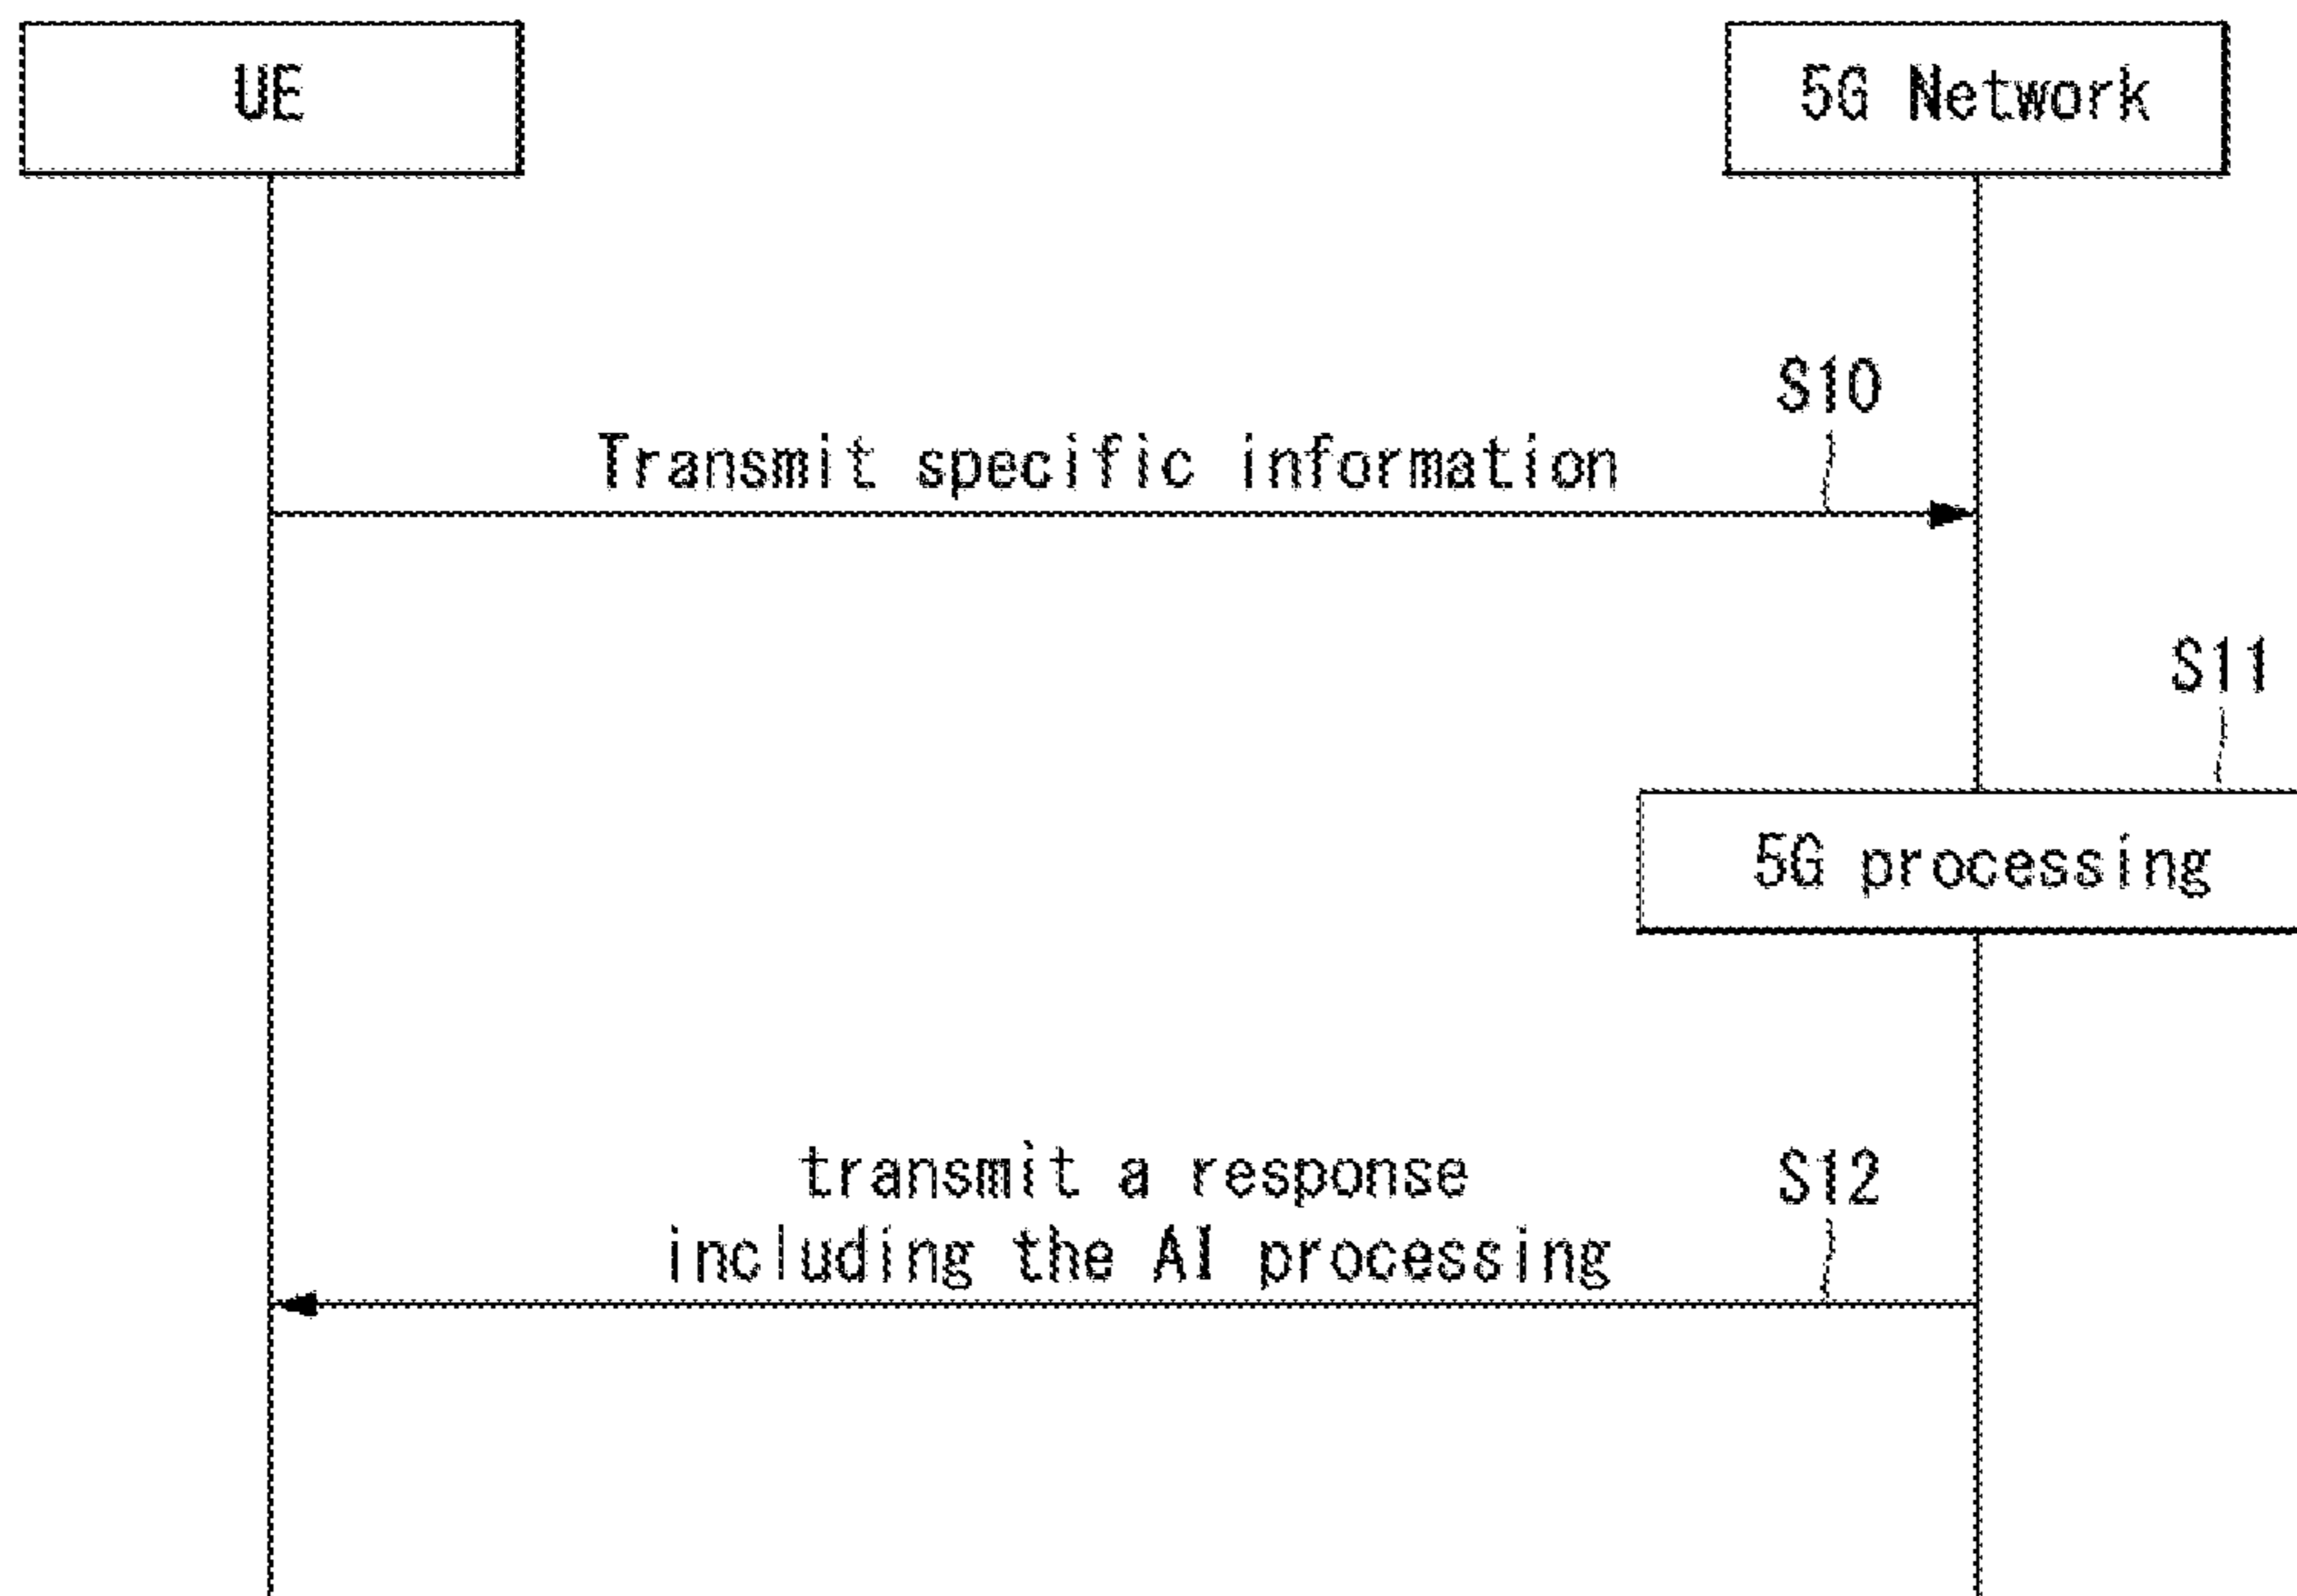 UE
5G Network
S10
Transmit specific information
S11
5G processing
transmit a response
S12
including the AI processing